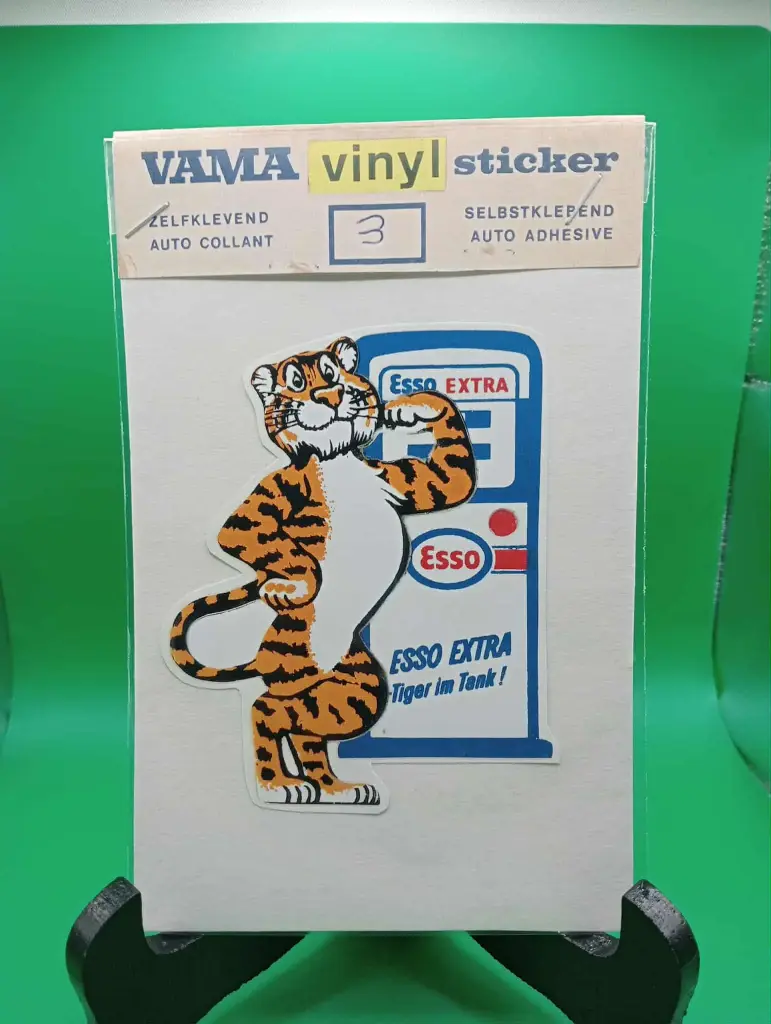 VAMA vinyl sticker
ZELFKLEVEND
AUTO COLLANT
3
SELBSTKLEBEND
AUTO ADHESIVE
Esso EXTRA
Esso
ESSO EXTRA
-Tiger im Tank!